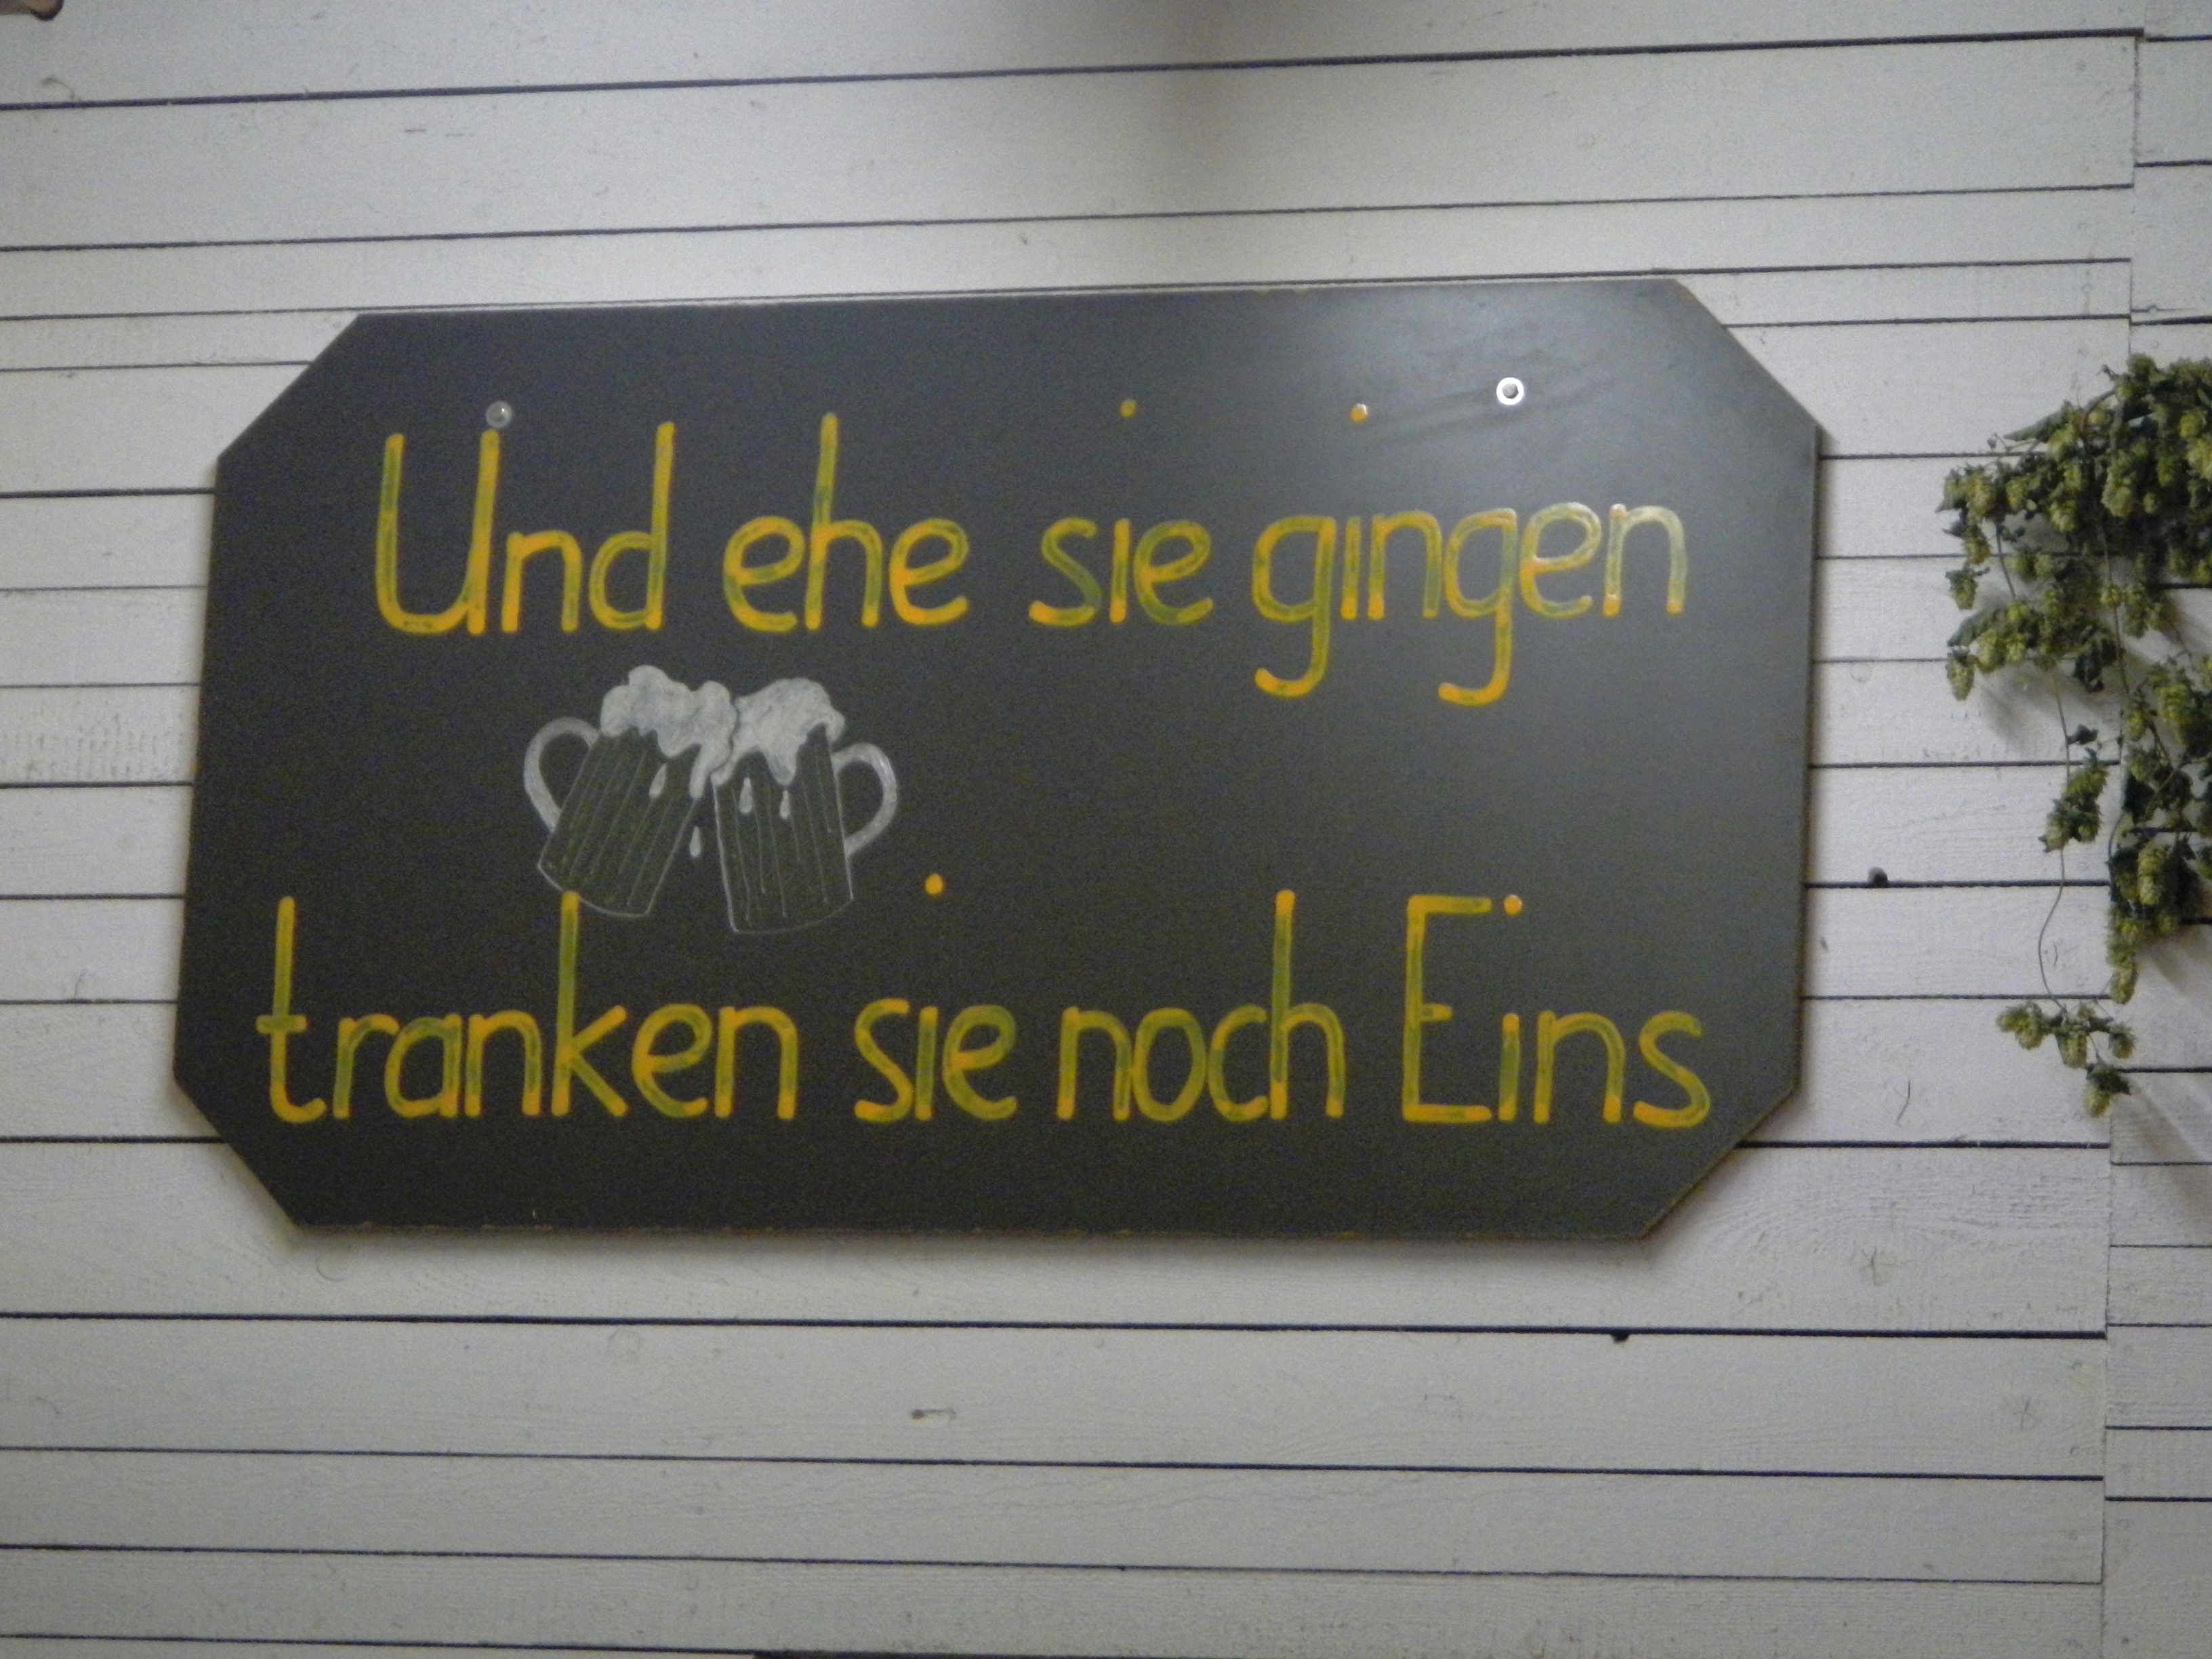 Und ehe sie gingen
tranken sie noch Eins